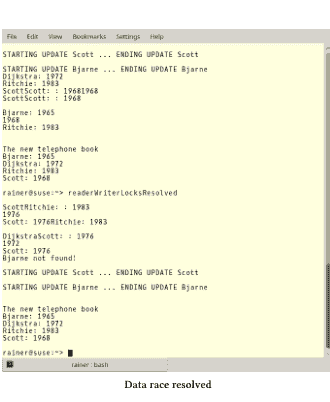 File Edit View Bookmarks Settings Help
STARTING UPDATE Scott ... ENDING UPDATE Scott
STARTING UPDATE Bjarne ... ENDING UPDATE Bjarne
Dijkstra: 1972
Ritchie: 1983
ScottScott: : 19681968
ScottScott: : 1968
Bjarne: 1965
1968
Ritchie: 1983
The new telephone book
Bjarne: 1965
Dijkstra: 1972
Ritchie: 1983
Scott: 1968
rainer@suse:~> readerWriterLocksResolved
ScottRitchie: : 1983
1976
Scott: 1976Ritchie: 1983
DijkstraScott: : 1976
1972
Scott: 1976
Bjarne not found!
STARTING UPDATE Scott ... ENDING UPDATE Scott
STARTING UPDATE Bjarne ... ENDING UPDATE Bjarne
The new telephone book
Bjarne: 1965
Dijkstra: 1972
Ritchie: 1983
Scott: 1968
rainer@suse:~>
rainer : bash
Data race resolved